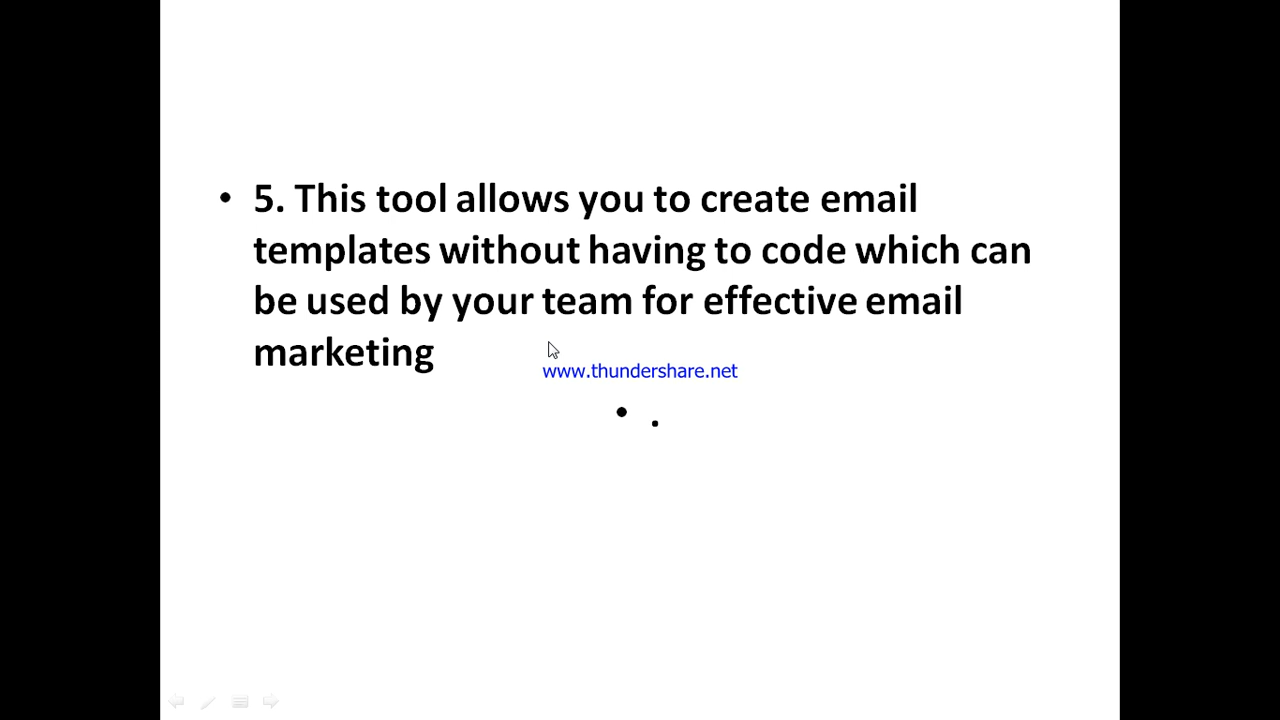 • 5. This tool allows you to create email
templates without having to code which can
be used by your team for effective email
marketing
www.thundershare.net
• .